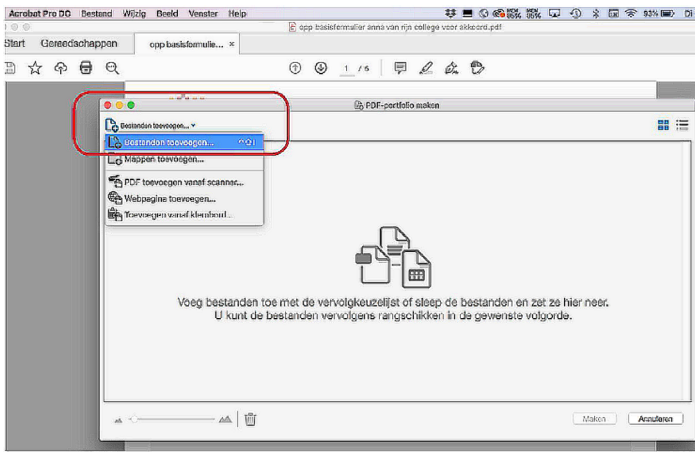 Acrobat Pro DC Bestand Wijzig Beeld Venster Help 93%
opp basisformulier anna van rijn college voor akkoord.pdf
Start Gereedschappen opp basisformulie... ×
1 / 6
PDF-portfolio maken
Bestanden toevoegen...
Bestanden toevoegen...
Mappen toevoegen...
PDF toevoegen vanaf scanner...
Webpagina toevoegen...
Toevoegen vanaf klembord...
Voeg bestanden toe met de vervolgkeuzelijst of sleep de bestanden en zet ze hier neer.
U kunt de bestanden vervolgens rangschikken in de gewenste volgorde.
Maken Annuleren